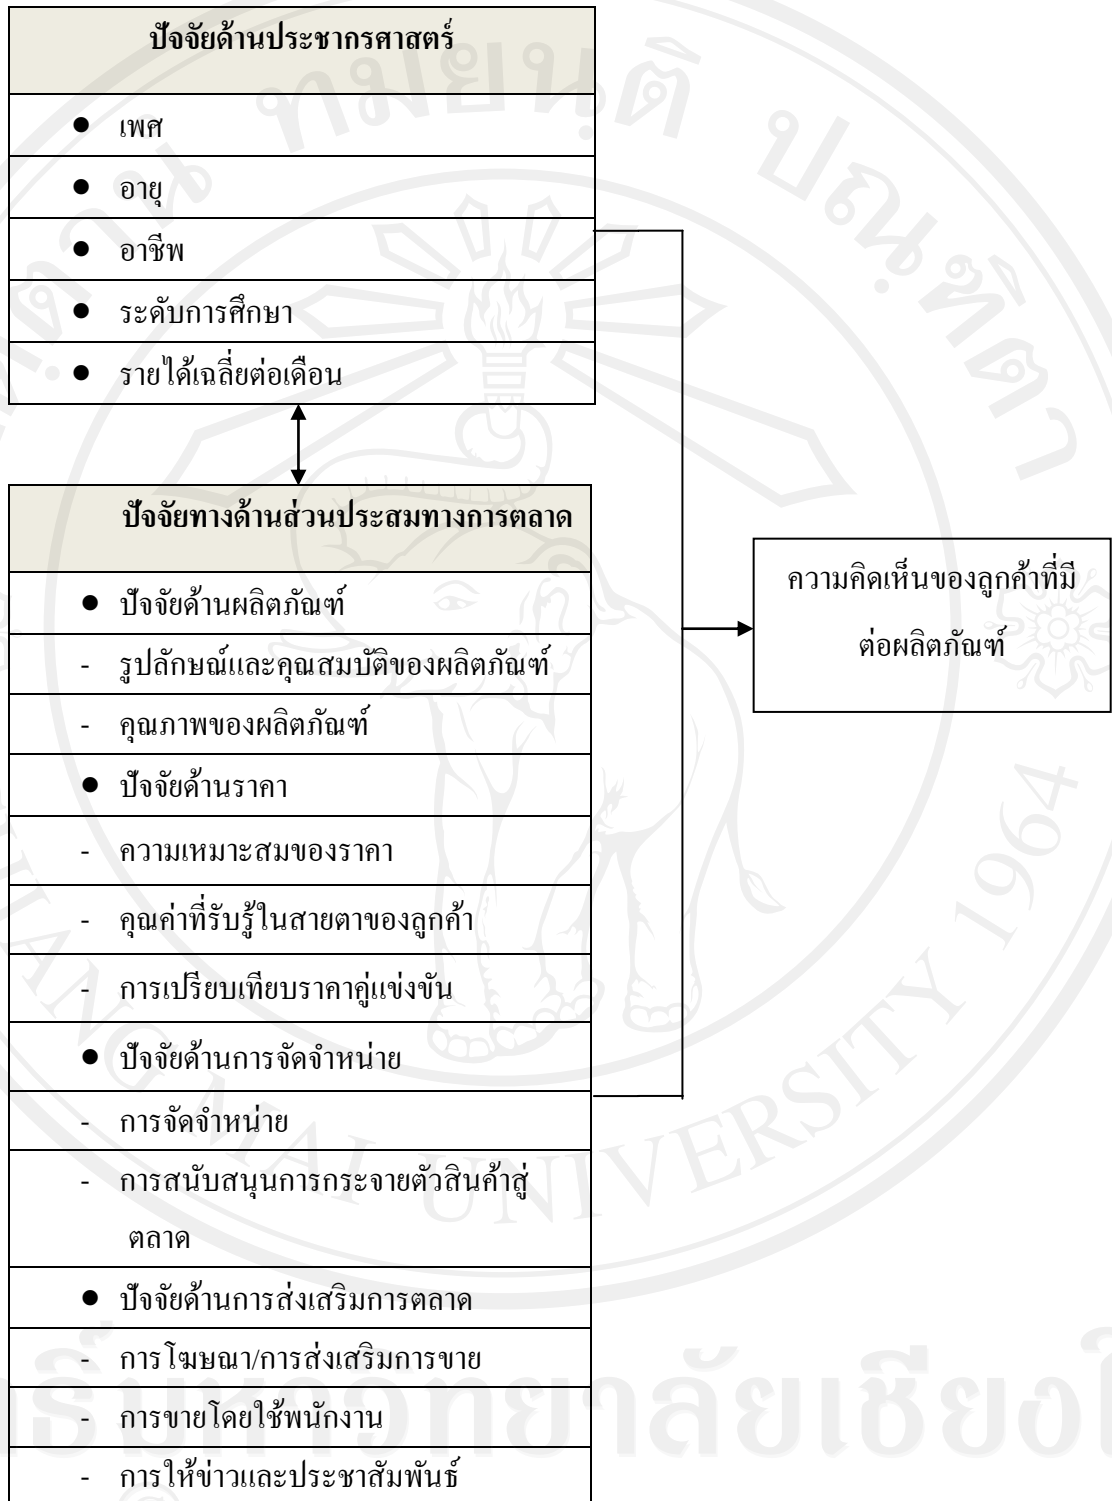 ปัจจัยด้านประชากรศาสตร์
● เพศ
● อายุ
● อาชีพ
● ระดับการศึกษา
● รายได้เฉลี่ยต่อเดือน
ปัจจัยทางด้านส่วนประสมทางการตลาด
● ปัจจัยด้านผลิตภัณฑ์
- รูปลักษณ์และคุณสมบัติของผลิตภัณฑ์
- คุณภาพของผลิตภัณฑ์
● ปัจจัยด้านราคา
- ความเหมาะสมของราคา
- คุณค่าที่รับรู้ในสายตาของลูกค้า
- การเปรียบเทียบราคาคู่แข่งขัน
● ปัจจัยด้านการจัดจำหน่าย
- การจัดจำหน่าย
- การสนับสนุนการกระจายตัวสินค้าสู่
ตลาด
● ปัจจัยด้านการส่งเสริมการตลาด
- การโฆษณา/การส่งเสริมการขาย
- การขายโดยใช้พนักงาน
- การให้ข่าวและประชาสัมพันธ์
ความคิดเห็นของลูกค้าที่มี
ต่อผลิตภัณฑ์
MAI UNIVERSITY 1964